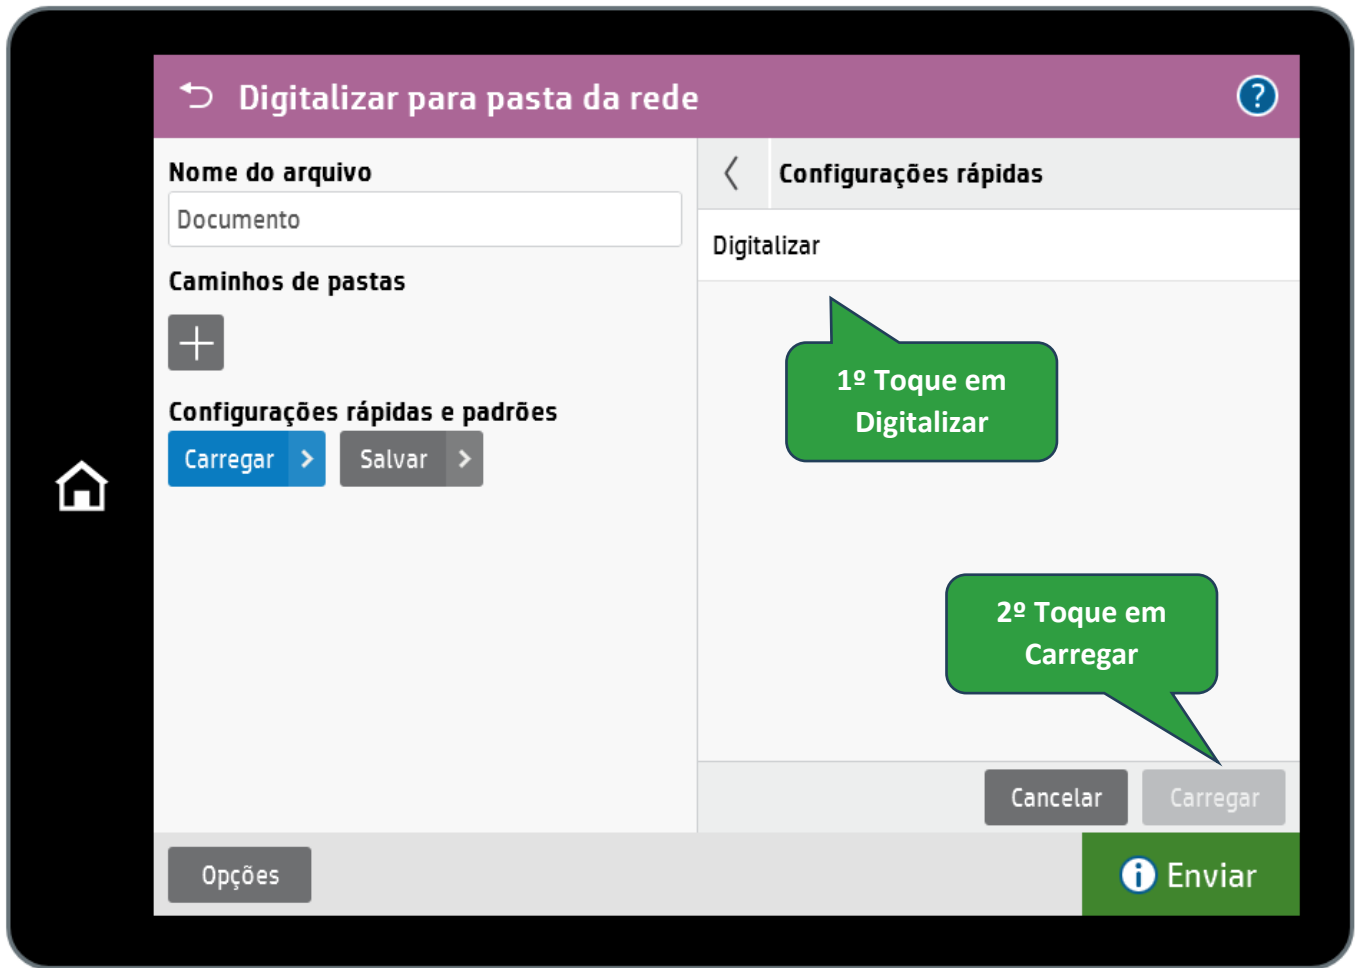 Digitalizar para pasta da rede
?
Nome do arquivo
Documento
Caminhos de pastas
Configurações rápidas e padrões
Carregar
Salvar
Configurações rápidas
Digitalizar
1º Toque em
Digitalizar
2º Toque em
Carregar
Cancelar
Carregar
Opções
i Enviar